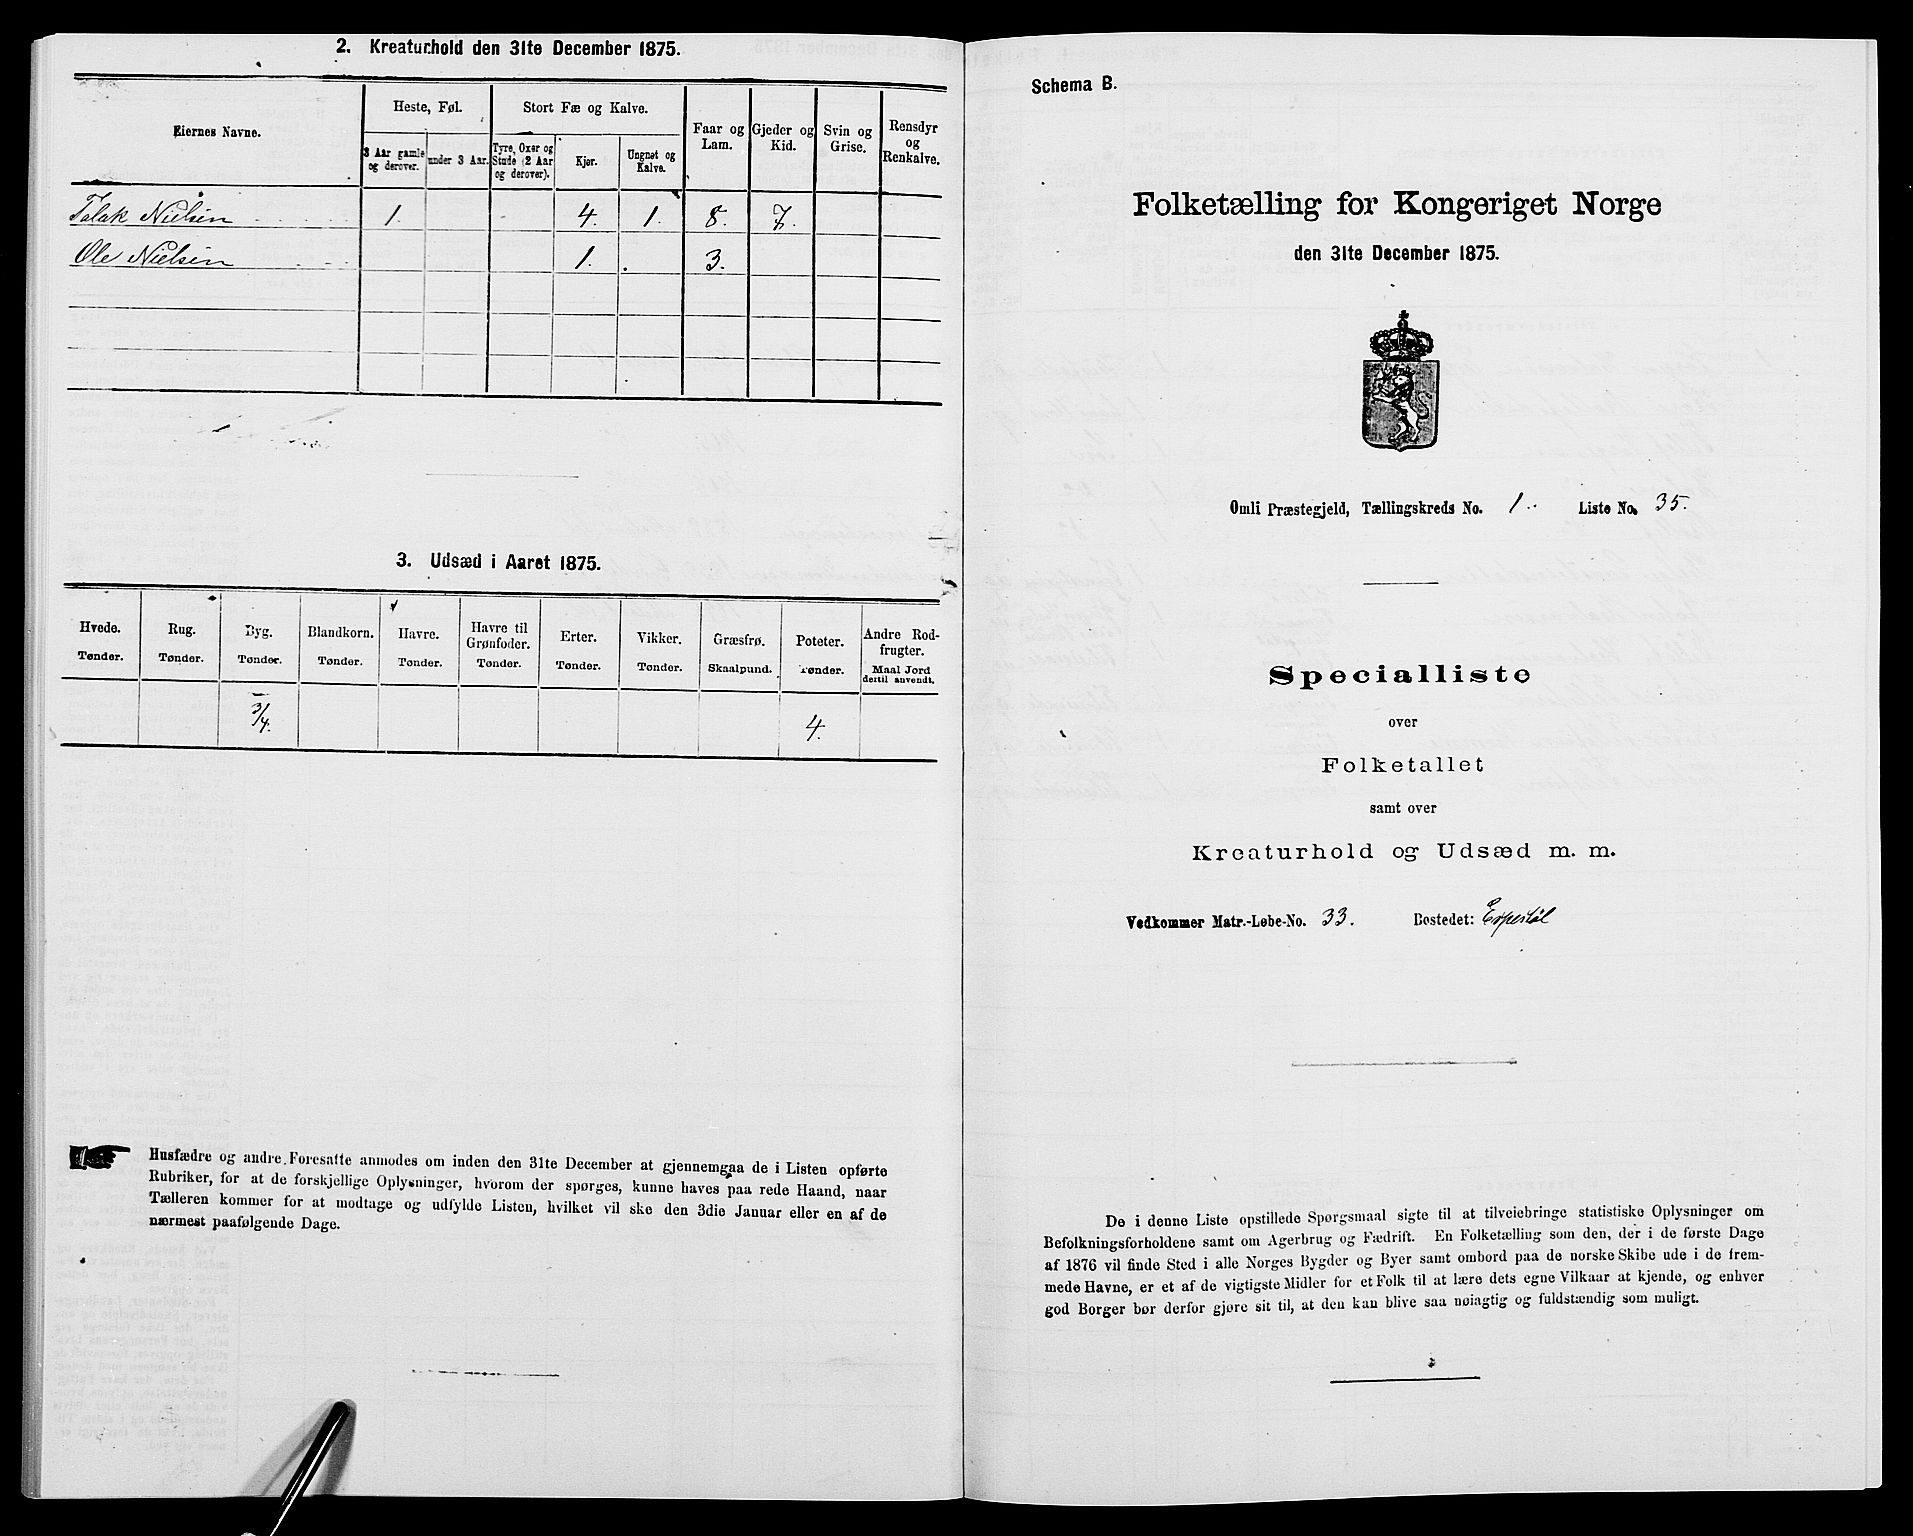 2. Kreaturhold den 31te December 1875.
Eiernes Navne.
Heste, Føl.
Stort Fæ og Kalve.
Faar og Lam.
Gjeder og Kid.
Svin og Grise.
Rensdyr og Renkalve.
3 Aar gamle og derover.
under 3 Aar.
Tyre, Oxer og Stude (2 Aar og derover).
Kjør.
Ungnøt og Kalve.
Talak Nielsen 1. 4. 1. 8. 7.
Ole Nielsen 1. 3.
3. Udsæd i Aaret 1875.
Hvede. Rug. Byg. Blandkorn. Havre. Havre til Grønfoder. Erter. Vikker. Græsfrø. Poteter. Andre Rodfrugter.
Tønder. Tønder. Tønder. Tønder. Tønder. Tønder. Tønder. Tønder. Skaalpund. Tønder. Maal Jord dertil anvendt.
3/4. 4.
Husfædre og andre Foresatte anmodes om inden den 31te December at gjennemgaa de i Listen opførte
Rubriker, for at de forskjellige Oplysninger, hvorom der spørges, kunne haves paa rede Haand, naar
Tælleren kommer for at modtage og udfylde Listen, hvilket vil ske den 3die Januar eller en af de
nærmest paafølgende Dage.
Schema B.
Folketælling for Kongeriget Norge
den 31te December 1875.
Omli Præstegjeld, Tællingskreds No. 1. Liste No. 35.
Specialliste
over
Folketallet
samt over
Kreaturhold og Udsæd m. m.
Vedkommer Matr.-Løbe-No. 33. Bostedet: Espestøl
De i denne Liste opstillede Spørgsmaal sigte til at tilveiebringe statistiske Oplysninger om
Befolkningsforholdene samt om Agerbrug og Fædrift. En Folketælling som den, der i de første Dage
af 1876 vil finde Sted i alle Norges Bygder og Byer samt ombord paa de norske Skibe ude i de frem-
mede Havne, er et af de vigtigste Midler for et Folk til at lære dets egne Vilkaar at kjende, og enhver
god Borger bør derfor gjøre sit til, at den kan blive saa nøiagtig og fuldstændig som muligt.